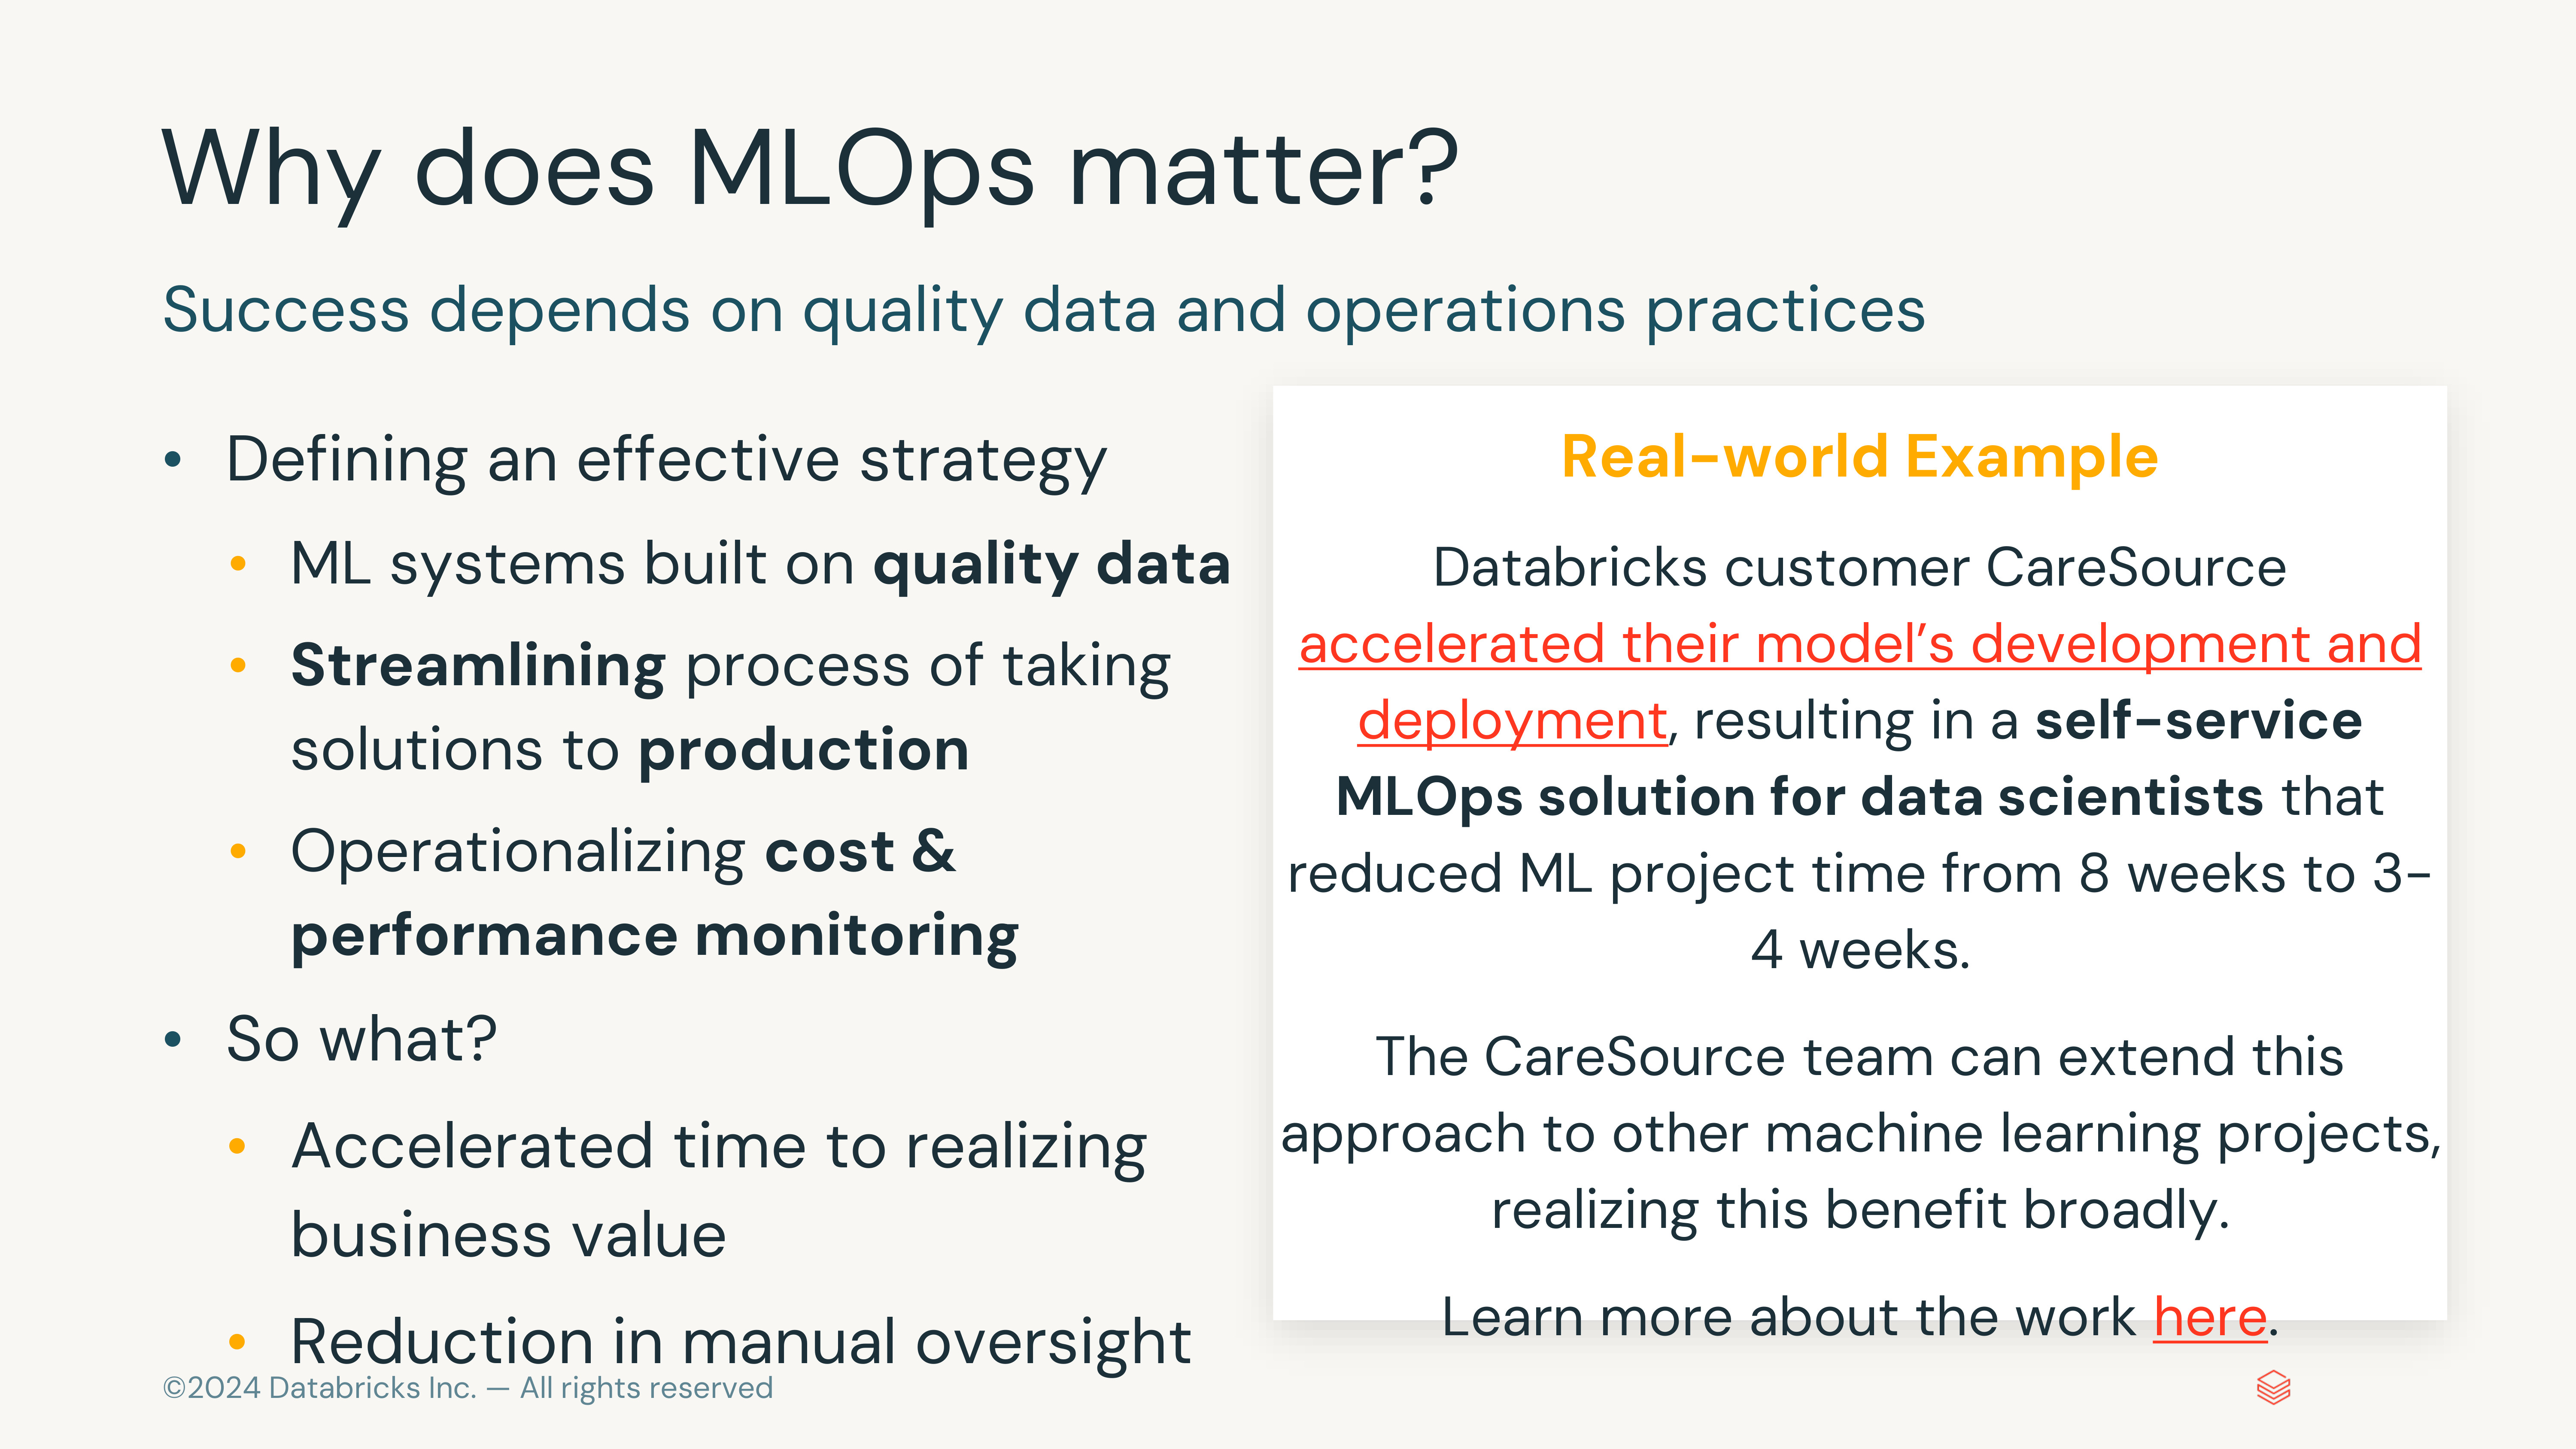 Why does MLOps matter?
Success depends on quality data and operations practices
• Defining an effective strategy
• ML systems built on quality data
• Streamlining process of taking
solutions to production
• Operationalizing cost &
performance monitoring
• So what?
• Accelerated time to realizing
business value
• Reduction in manual oversight
Real-world Example
Databricks customer CareSource
accelerated their model’s development and
deployment, resulting in a self-service
MLOps solution for data scientists that
reduced ML project time from 8 weeks to 3-
4 weeks.
The CareSource team can extend this
approach to other machine learning projects,
realizing this benefit broadly.
Learn more about the work here.
©2024 Databricks Inc. — All rights reserved